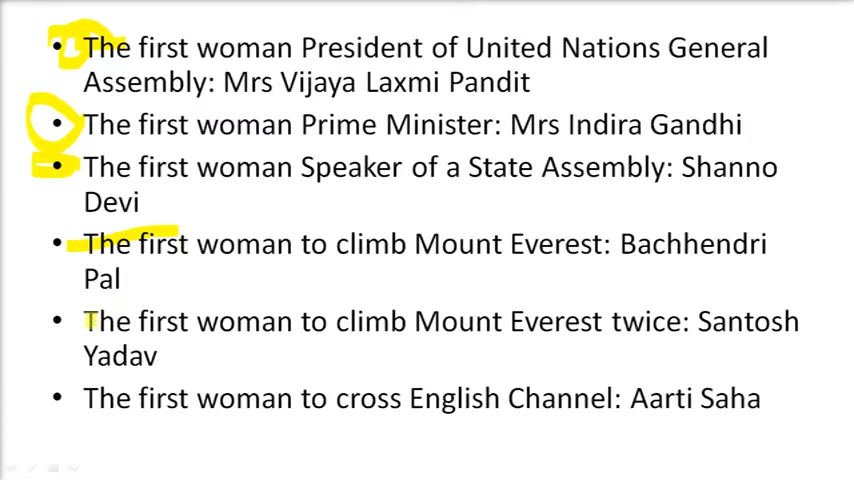 • The first woman President of United Nations General
Assembly: Mrs Vijaya Laxmi Pandit
• The first woman Prime Minister: Mrs Indira Gandhi
• The first woman Speaker of a State Assembly: Shanno
Devi
• The first woman to climb Mount Everest: Bachhendri
Pal
• The first woman to climb Mount Everest twice: Santosh
Yadav
• The first woman to cross English Channel: Aarti Saha